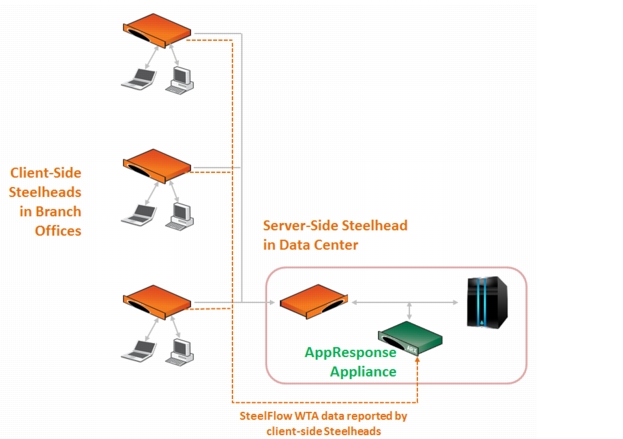 Client-Side
Steelheads
in Branch
Offices
Server-Side Steelhead
in Data Center
AppResponse
Appliance
SteelFlow WTA data reported by
client-side Steelheads